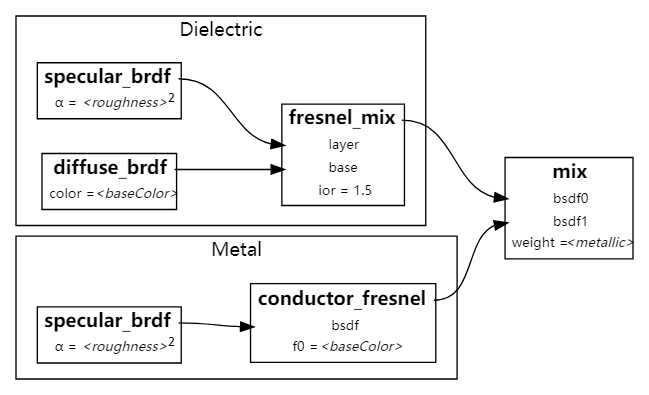 Dielectric
specular_brdf
α = <roughness>2
diffuse_brdf
color =<baseColor>
fresnel_mix
layer
base
ior = 1.5
mix
bsdf0
bsdf1
weight =<metallic>
Metal
specular_brdf
α = <roughness>2
conductor_fresnel
bsdf
f0 = <baseColor>